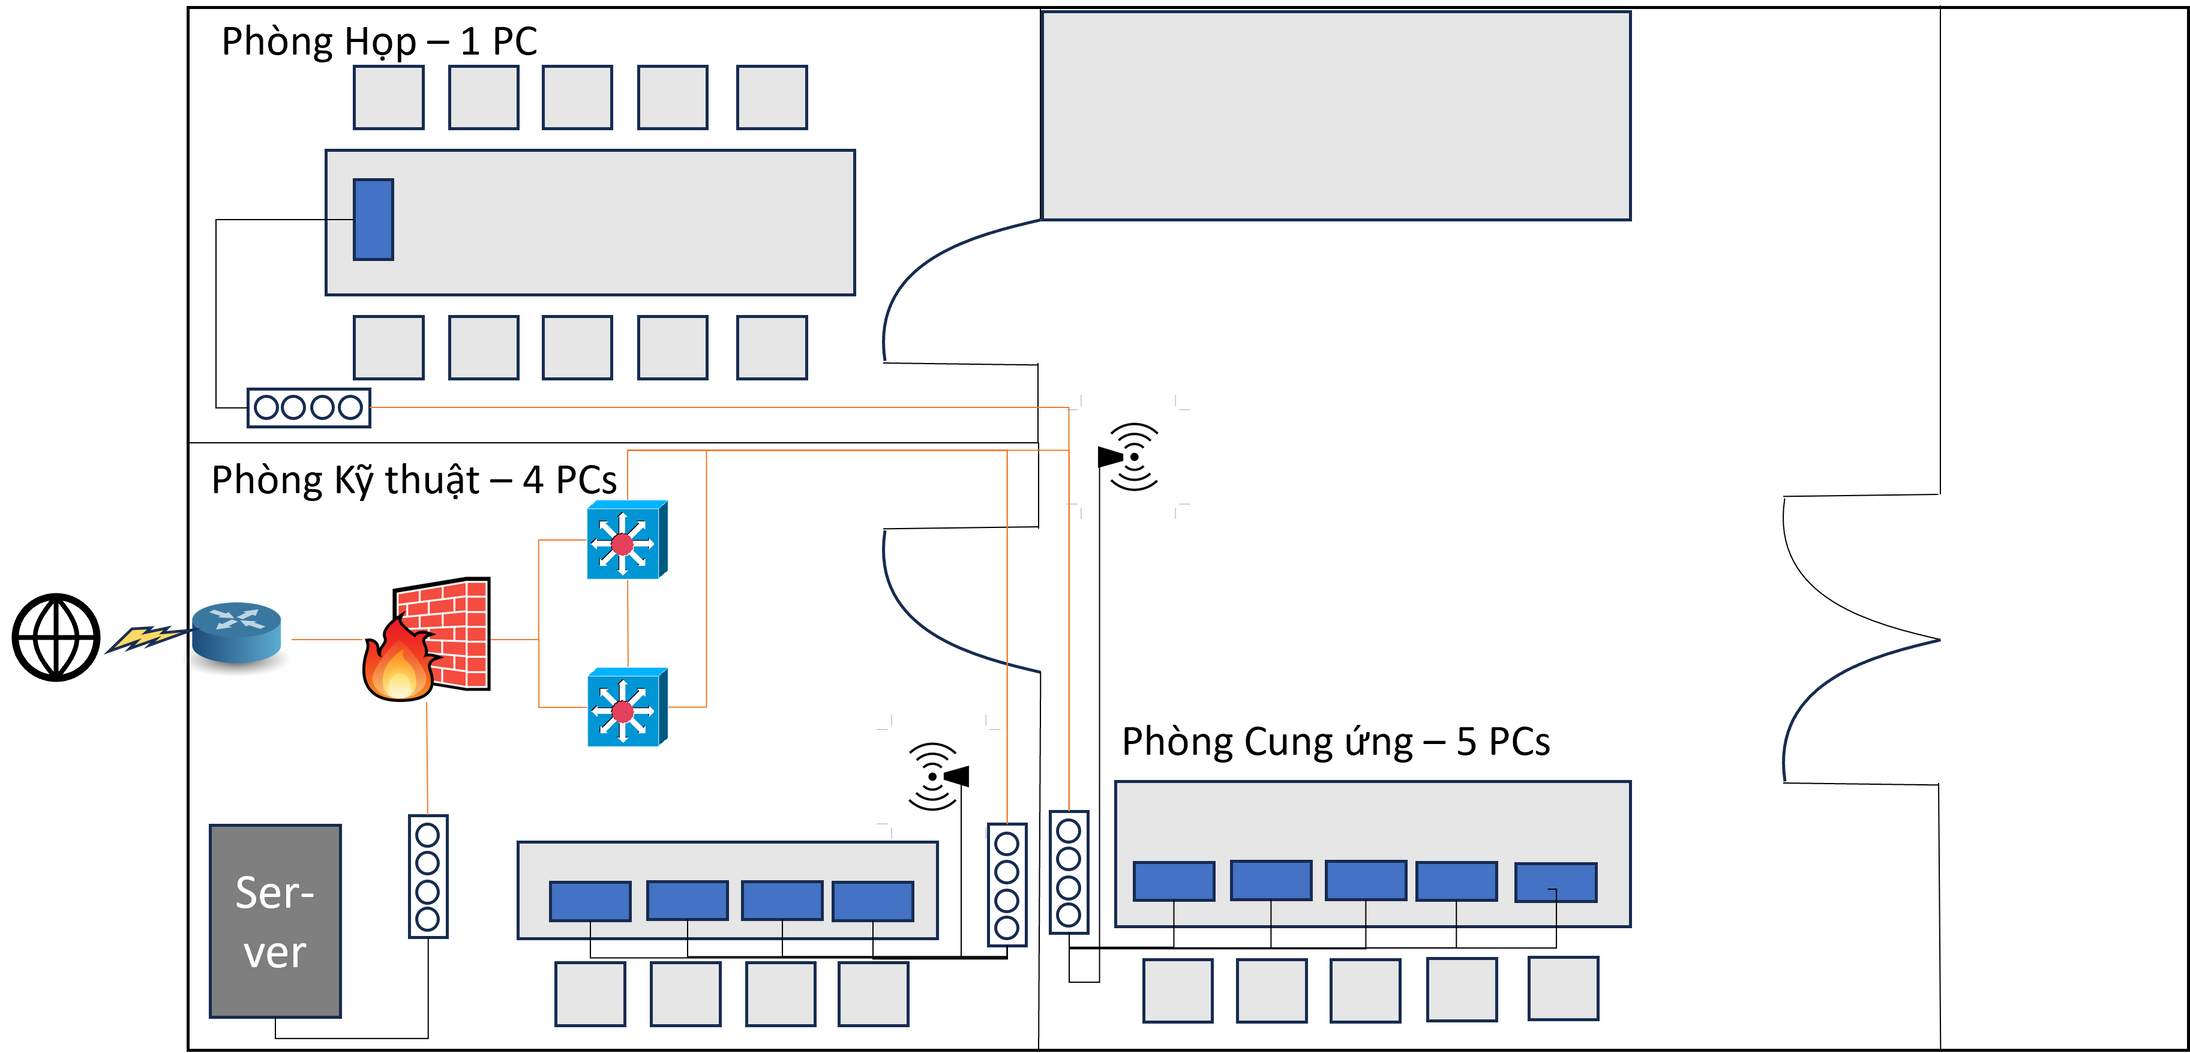 Phòng Họp – 1 PC
Phòng Kỹ thuật – 4 PCs
Phòng Cung ứng – 5 PCs
Ser-
ver